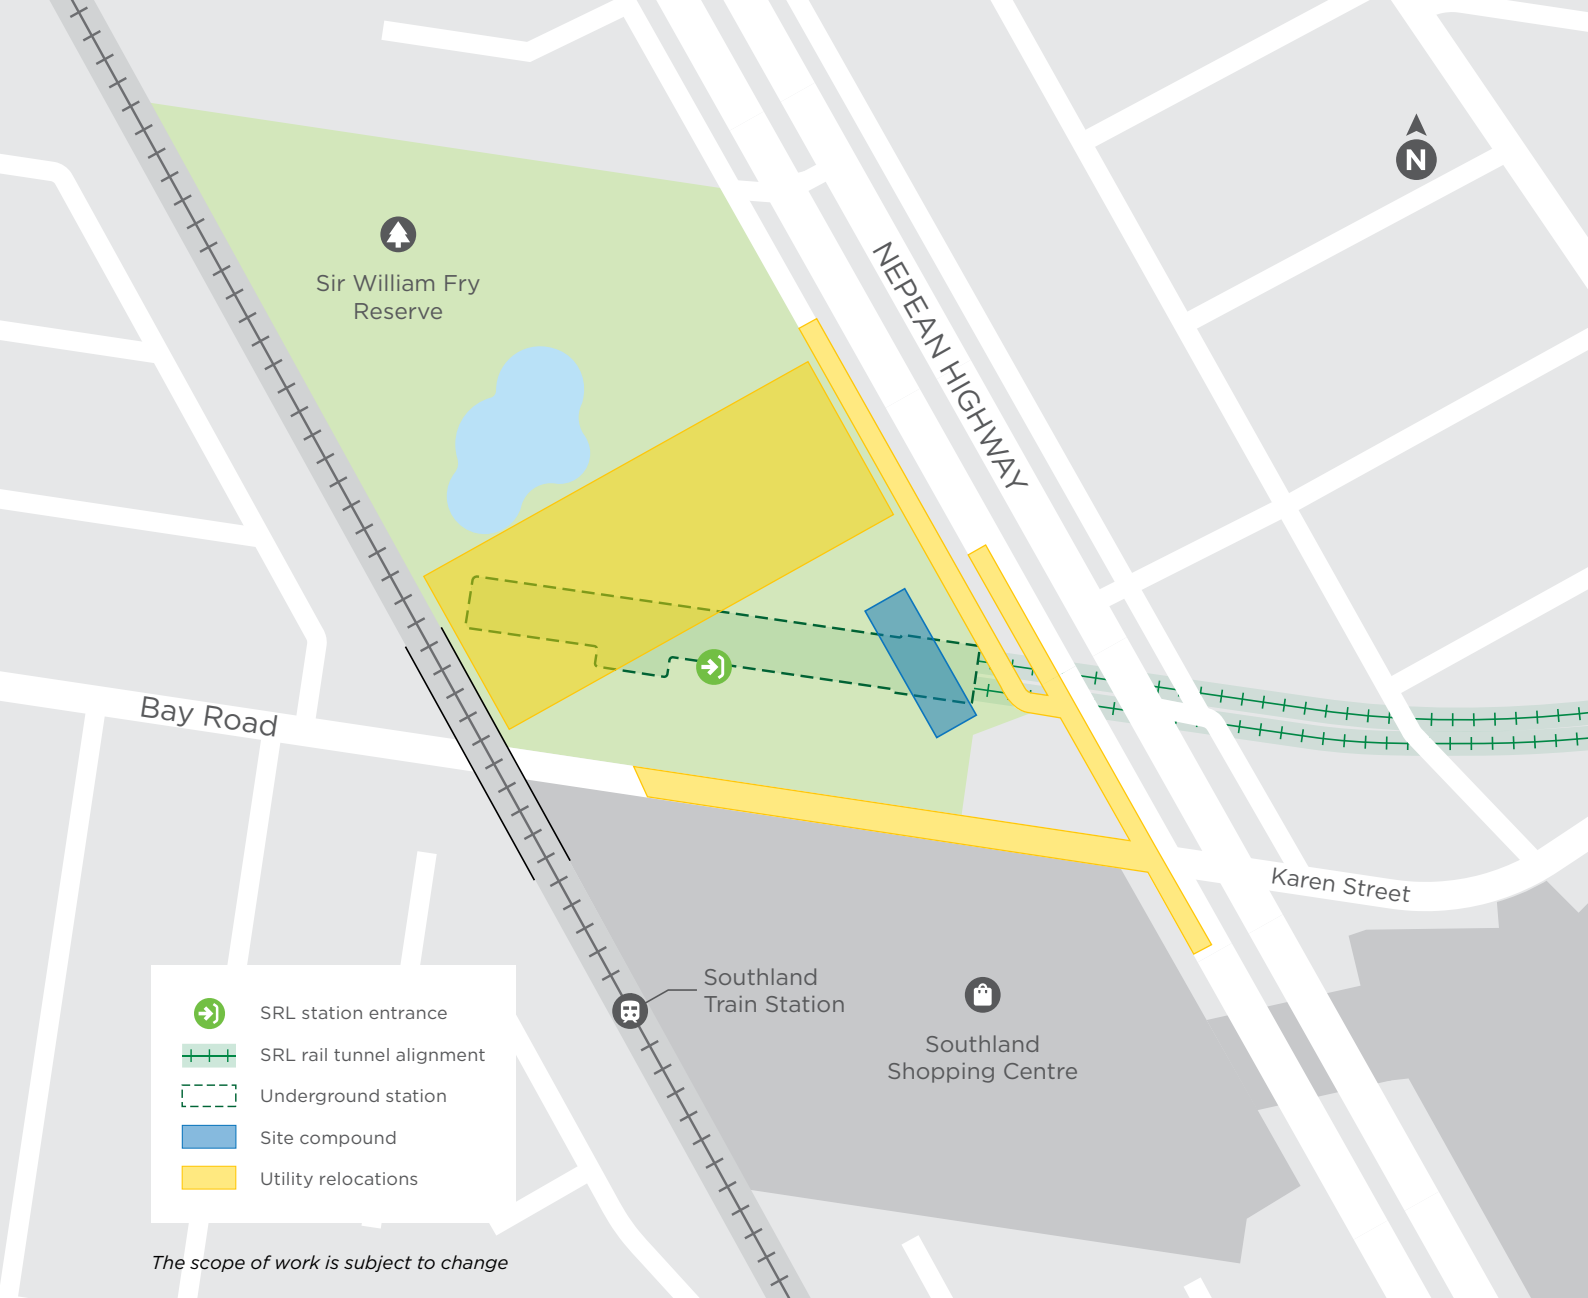 N
Sir William Fry
Reserve
NEPEAN HIGHWAY
Bay Road
Karen Street
Southland
Train Station
Southland
Shopping Centre
SRL station entrance
SRL rail tunnel alignment
Underground station
Site compound
Utility relocations
The scope of work is subject to change